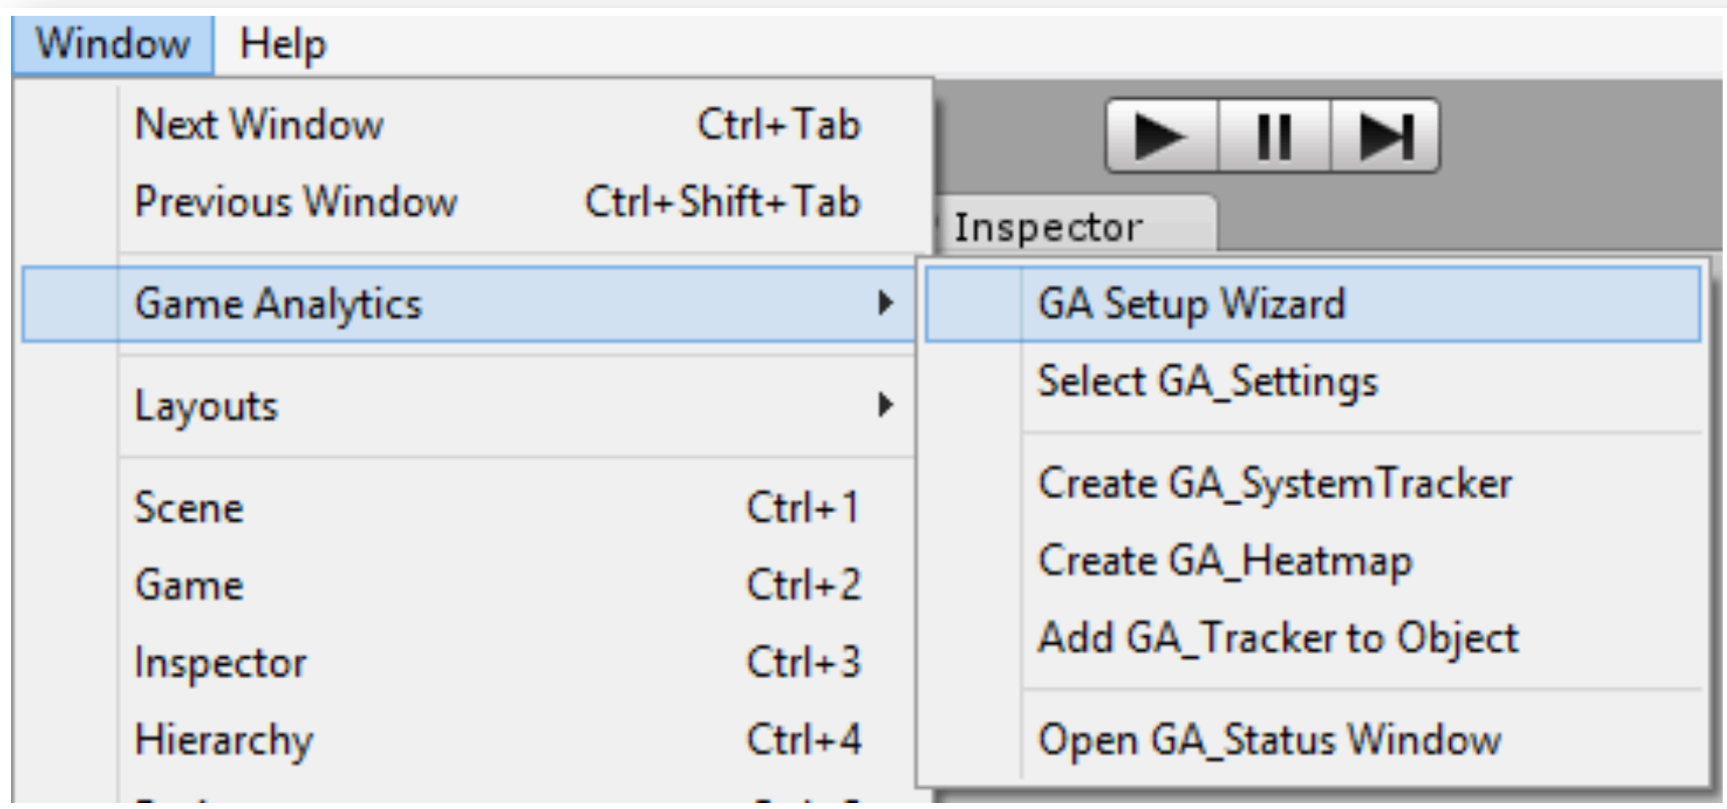 Window Help
Next Window Ctrl+Tab
Previous Window Ctrl+Shift+Tab
Inspector
Game Analytics
GA Setup Wizard
Select GA_Settings
Layouts
Create GA_SystemTracker
Scene Ctrl+1
Create GA_Heatmap
Game Ctrl+2
Add GA_Tracker to Object
Inspector Ctrl+3
Hierarchy Ctrl+4
Open GA_Status Window